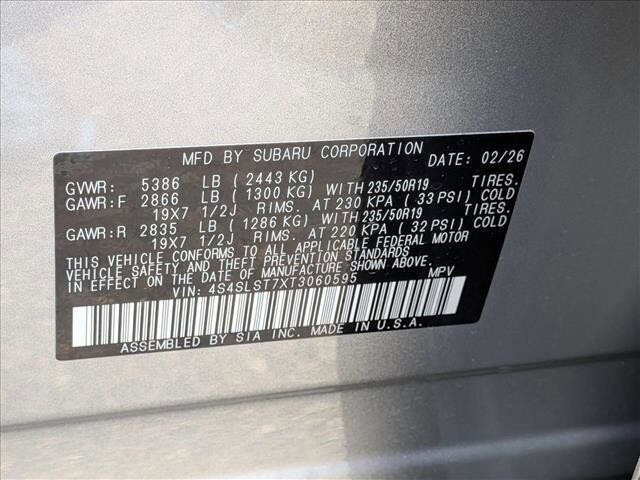 MFD BY SUBARU CORPORATION DATE: 02/26
GVWR: 5386 LB ( 2443 KG)
GAWR:F 2866 LB ( 1300 KG) WITH 235/50R19 TIRES.
19X7 1/2J RIMS. AT 230 KPA ( 33 PSI) COLD
GAWR:R 2835 LB ( 1286 KG) WITH 235/50R19 TIRES.
19X7 1/2J RIMS. AT 220 KPA ( 32 PSI) COLD
THIS VEHICLE CONFORMS TO ALL APPLICABLE FEDERAL MOTOR
VEHICLE SAFETY AND THEFT PREVENTION STANDARDS
IN EFFECT ON THE DATE OF MANUFACTURE SHOWN ABOVE.
VIN: 4S4SLST7XT3060595 MPV
ASSEMBLED BY SIA INC. MADE IN U.S.A.